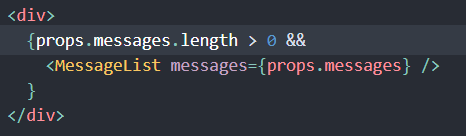 <div>
{props.messages.length > 0 &&
<MessageList messages={props.messages} />
}
</div>